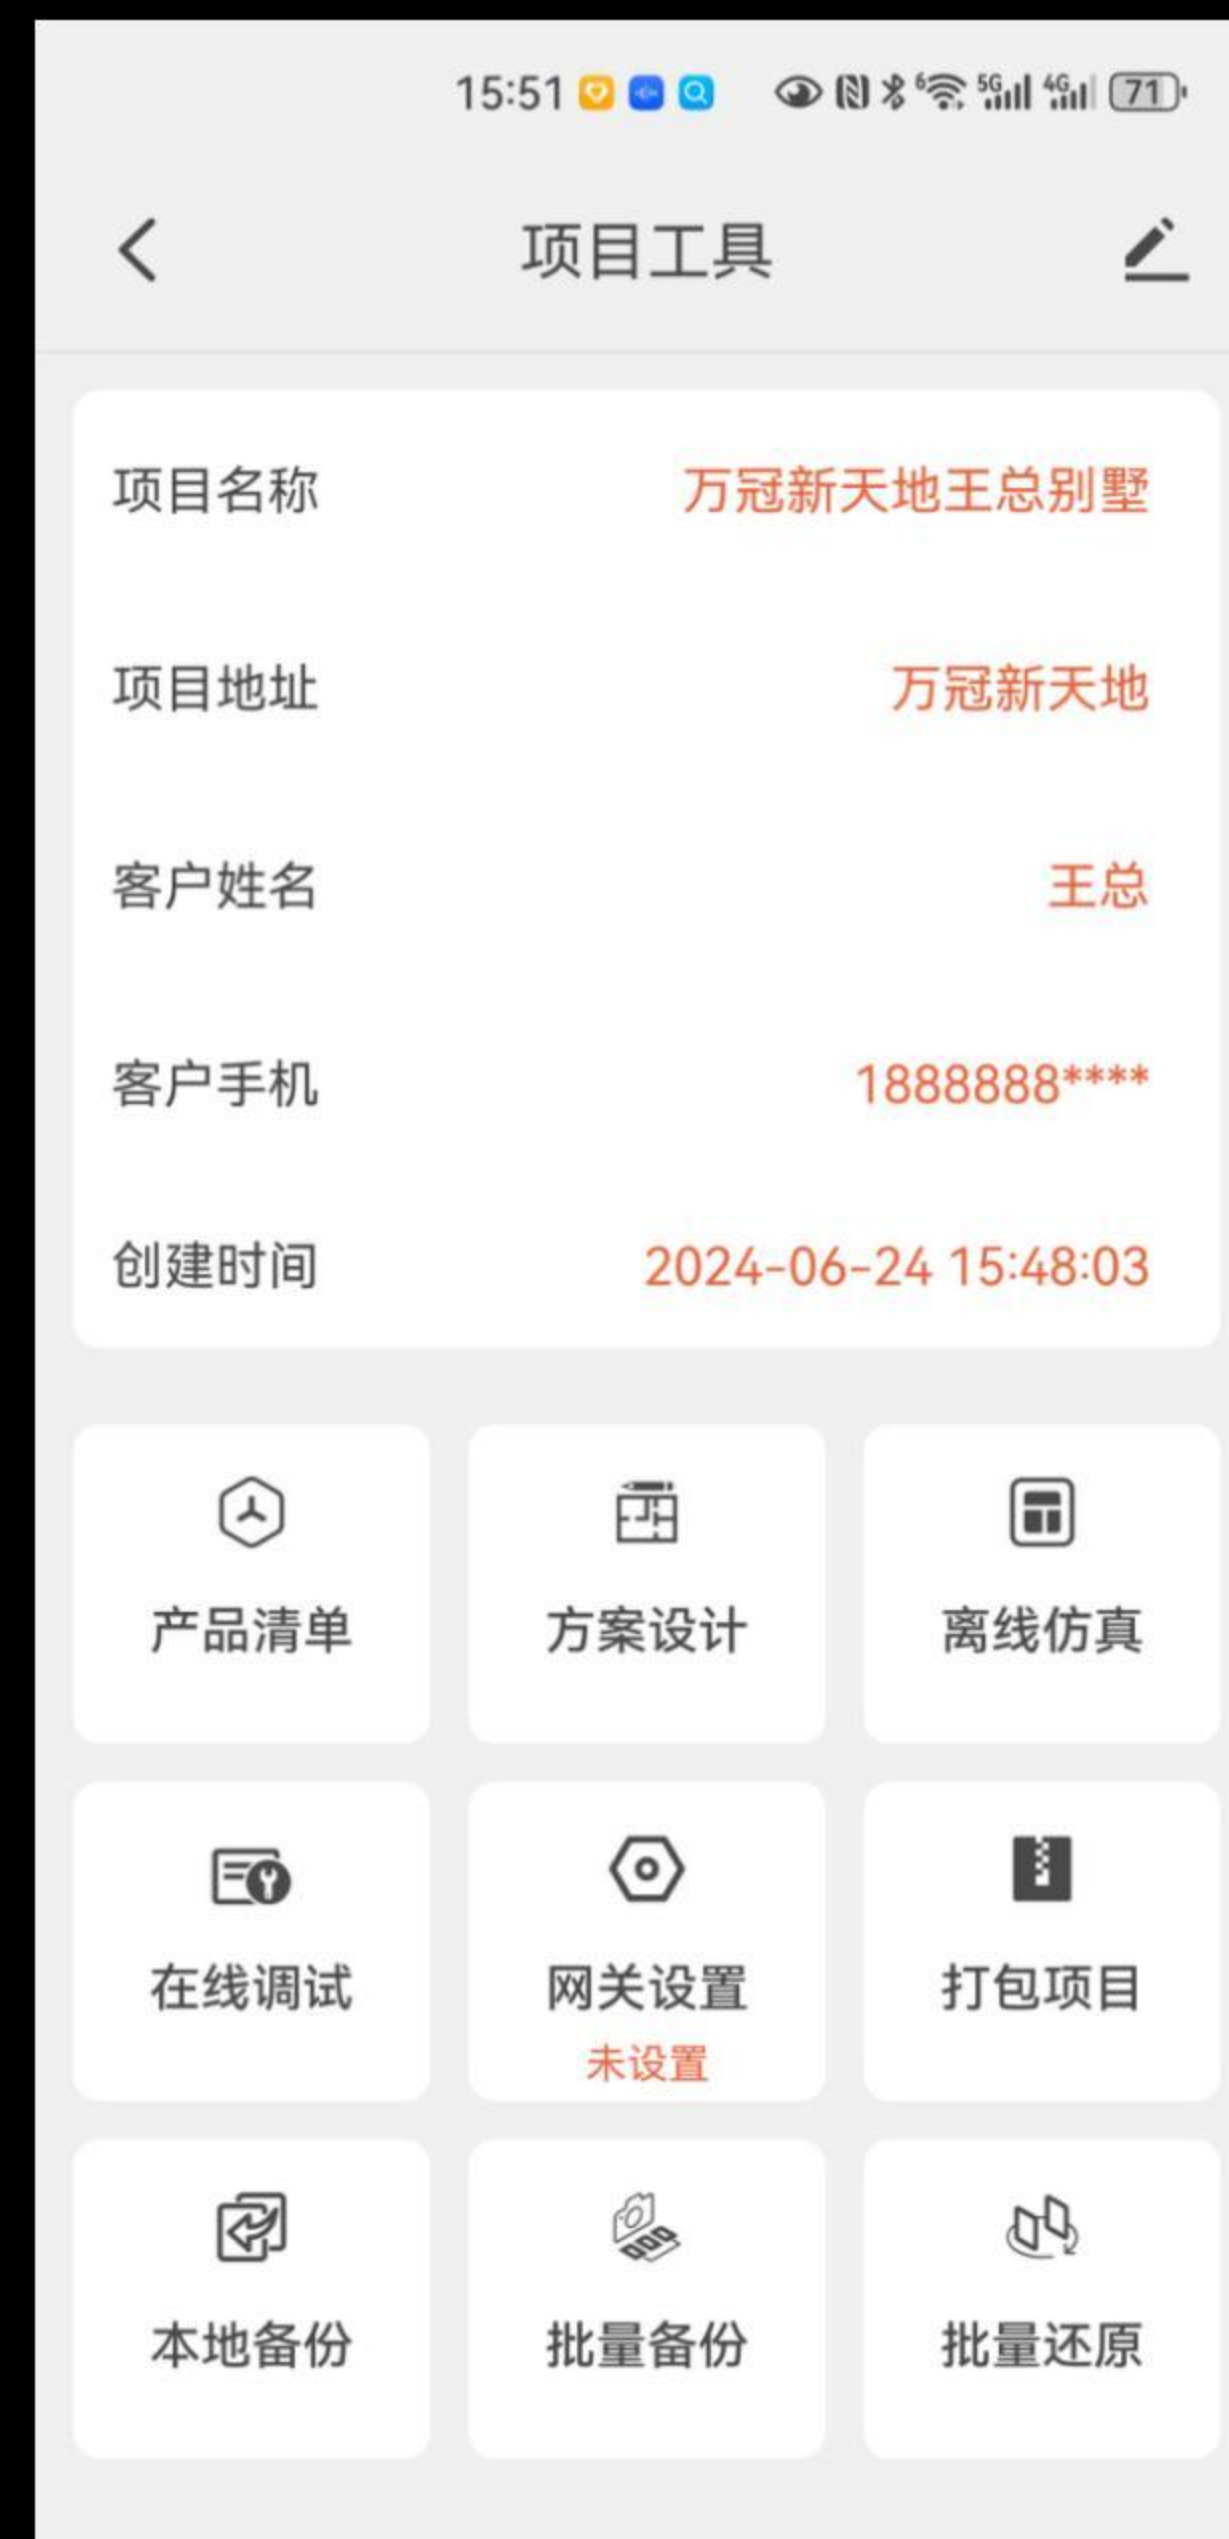 15:51 6 5G 4G 71
项目工具
项目名称 万冠新天地王总别墅
项目地址 万冠新天地
客户姓名 王总
客户手机 1888888****
创建时间 2024-06-24 15:48:03
产品清单 方案设计 离线仿真
在线调试 网关设置 打包项目
未设置
本地备份 批量备份 批量还原